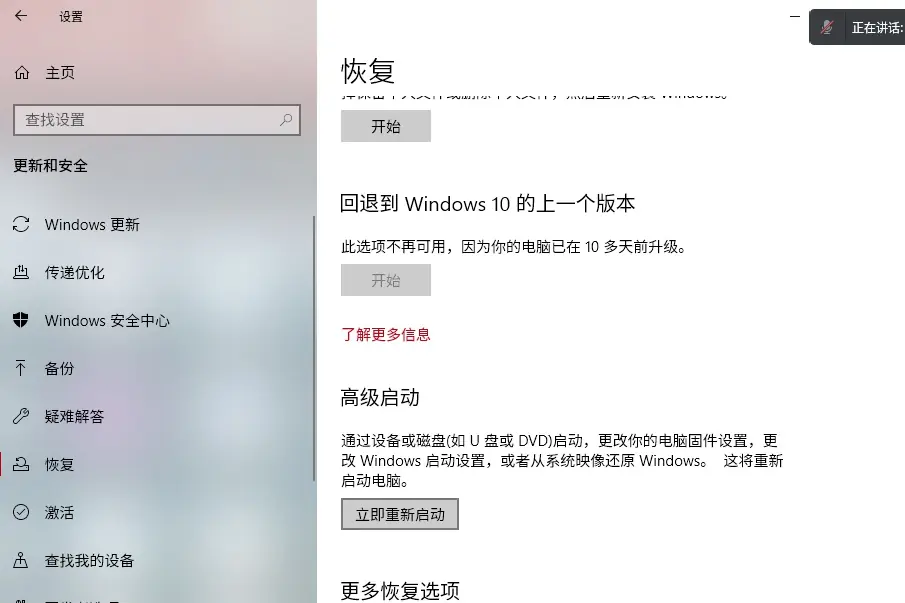 设置
正在讲话:
主页
查找设置
更新和安全
Windows 更新
传递优化
Windows 安全中心
备份
疑难解答
恢复
激活
查找我的设备
恢复
开始
回退到 Windows 10 的上一个版本
此选项不再可用，因为你的电脑已在 10 多天前升级。
开始
了解更多信息
高级启动
通过设备或磁盘(如 U 盘或 DVD)启动，更改你的电脑固件设置，更
改 Windows 启动设置，或者从系统映像还原 Windows。 这将重新
启动电脑。
立即重新启动
更多恢复选项